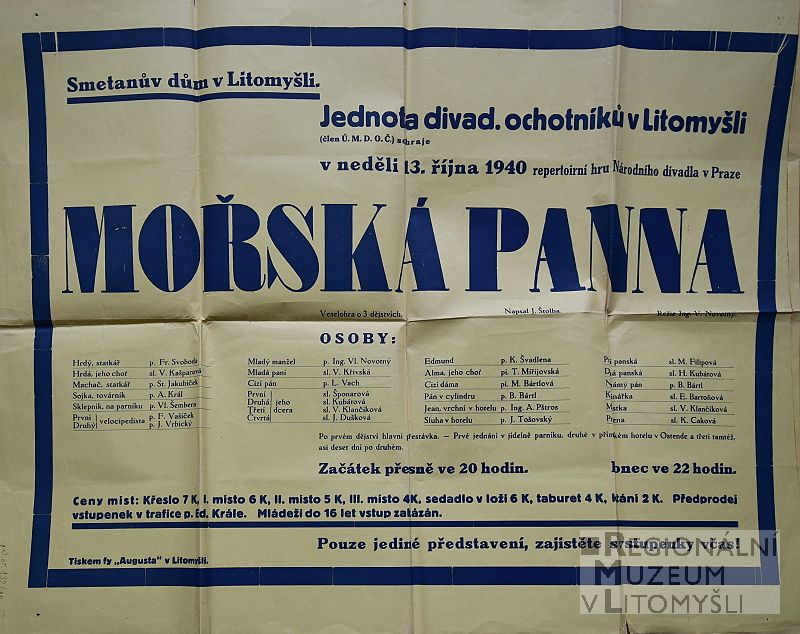 Smetanův dům v Litomyšli.
Jednota divad. ochotníků v Litomyšli
(člen Ú. M. D. O. Č.) sehraje
v neděli 13. října 1940 repertoirní hru Národního divadla v Praze
MOŘSKÁ PANNA
Veselohra o 3 dějstvích. Napsal J. Štolba. Režie Ing. V. Novotný.
OSOBY:
Hrdý, statkář p. Fr. Svoboda
Hrdá, jeho choť sl. V. Kašparová
Machač, statkář p. St. Jakubíček
Sojka, továrník p. A. Král
Sklepník, na parníku p. Vl. Šembera
První p. F. Vašíček
velocipedista
Druhý p. J. Vrbický
Mladý manžel p. Ing. Vl. Novotný
Mladá paní sl. V. Křivská
Cizí pán p. L. Vach
První sl. Šponarová
Druhá jeho sl. Kubátová
Třetí dcera sl. V. Klančíková
Čtvrtá sl. J. Dušková
Edmund p. K. Švadlena
Alma, jeho choť pí. T. Miřijovská
Cizí dáma pí. M. Bártlová
Pán v cylindru p. B. Bártl
Jean, vrchní v hotelu p. Ing. A. Pštros
Sluha v hotelu p. J. Tošovský
panská sl. M. Filipová
panská sl. H. Kubátová
pán p. B. Bártl
sl. E. Bartoňová
sl. V. Klančíková
sl. K. Caková
Po prvém dějství hlavní přestávka. — Prvé jednání v jídelně parníku, druhé v hotelu v Ostende a třetí tamtéž,
asi deset dní po druhém.
Začátek přesně ve 20 hodin. ve 22 hodin.
Ceny míst: Křeslo 7 K, I. místo 6 K, II. místo 5 K, III. místo 4K, sedadlo v loži 6 K, taburet 4 K, 2 K. Předprodej
vstupenek v trafice p. Ed. Krále. Mládeži do 16 let vstup zakázán.
Pouze jediné představení, zajistěte si vstupenky včas!
Tiskem fy „Augusta" v Litomyšli.
REGIONÁLNÍ
MUZEUM
V LITOMYŠLI